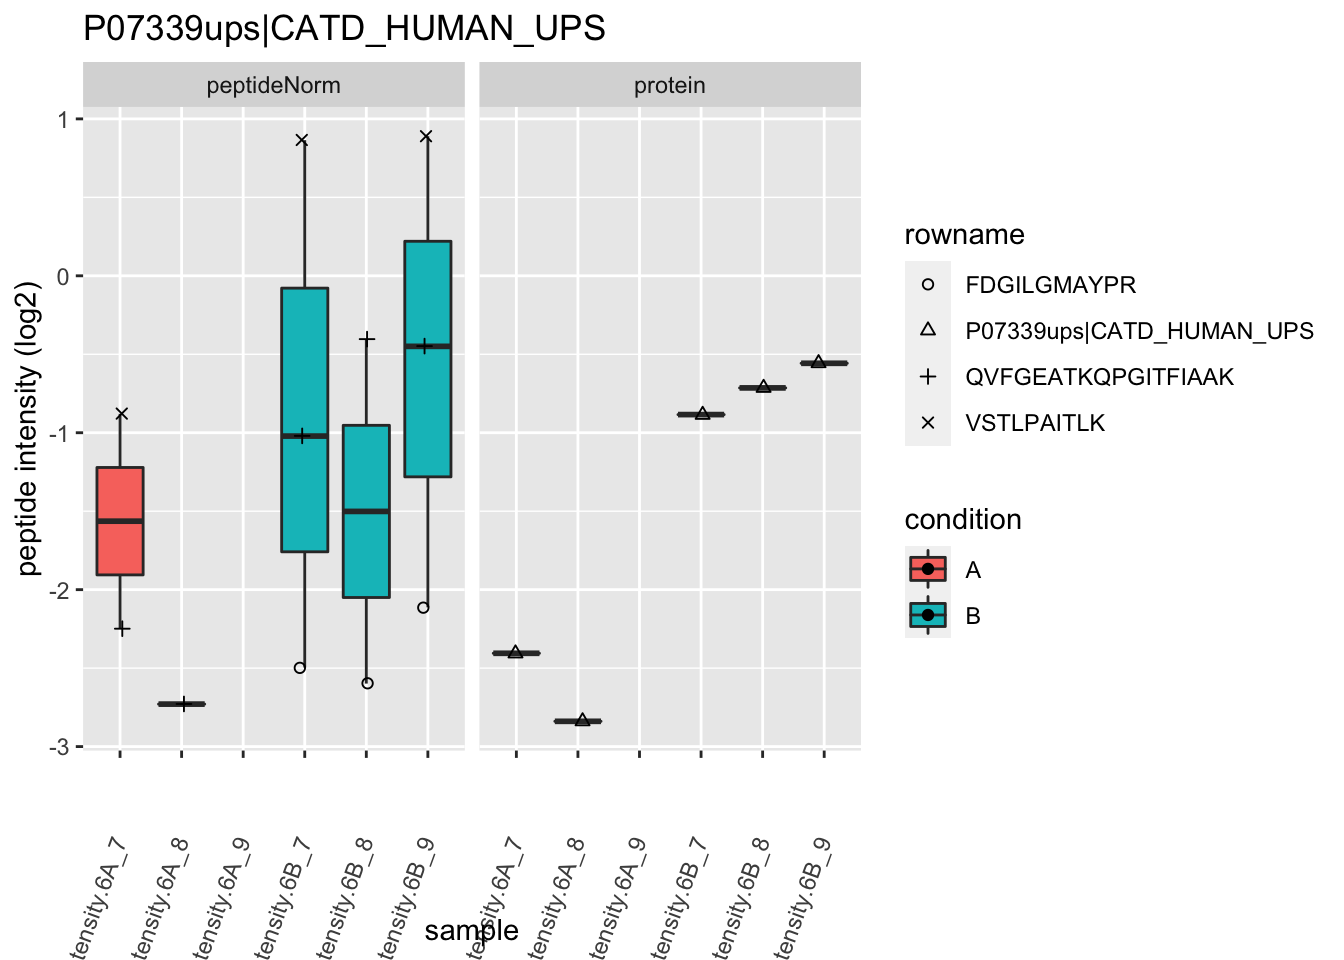 P07339ups|CATD_HUMAN_UPS
peptideNorm
protein
1
0
-1
-2
-3
peptide intensity (log2)
tensity.6A_7
tensity.6A_8
tensity.6A_9
tensity.6B_7
tensity.6B_8
tensity.6B_9
tensity.6A_7
tensity.6A_8
tensity.6A_9
tensity.6B_7
tensity.6B_8
tensity.6B_9
sample
rowname
FDGILGMAYPR
P07339ups|CATD_HUMAN_UPS
QVFGEATKQPGITFIAAK
VSTLPAITLK
condition
A
B